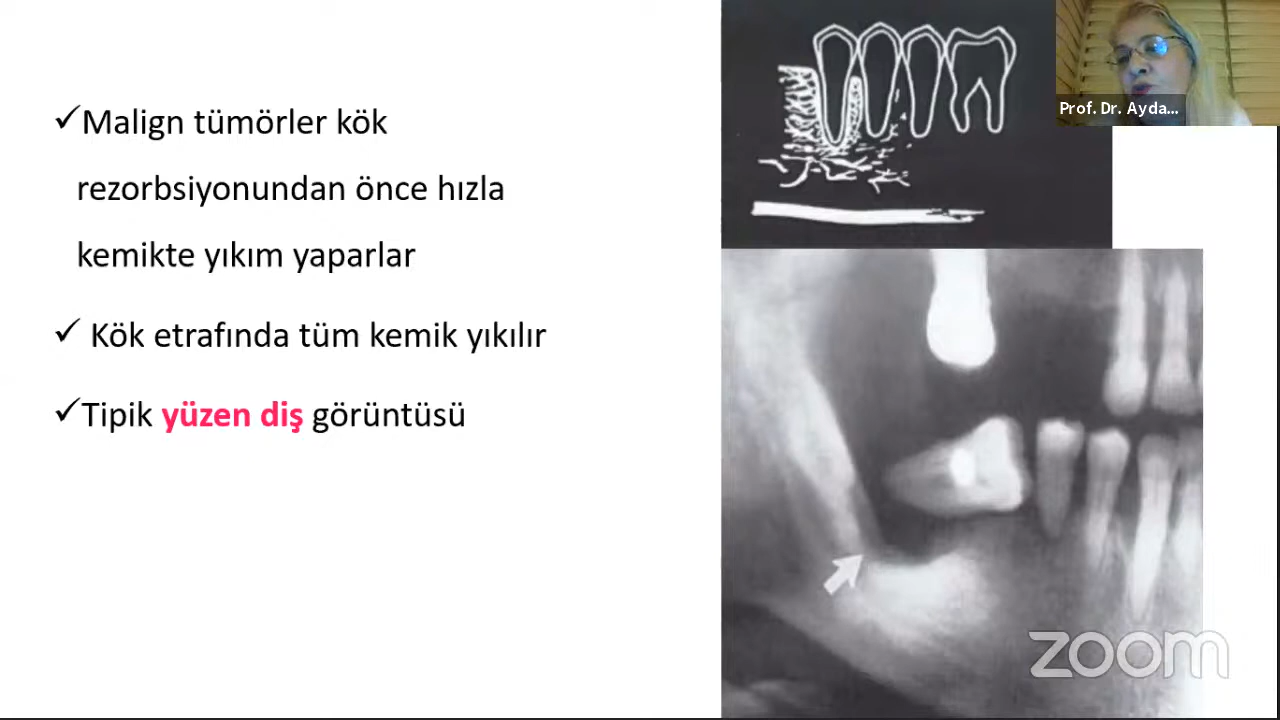 ✓Malign tümörler kök
rezorbsiyonundan önce hızla
kemikte yıkım yaparlar
✓ Kök etrafında tüm kemik yıkılır
✓Tipik yüzen diş görüntüsü
Prof. Dr. Ayda...
zoom